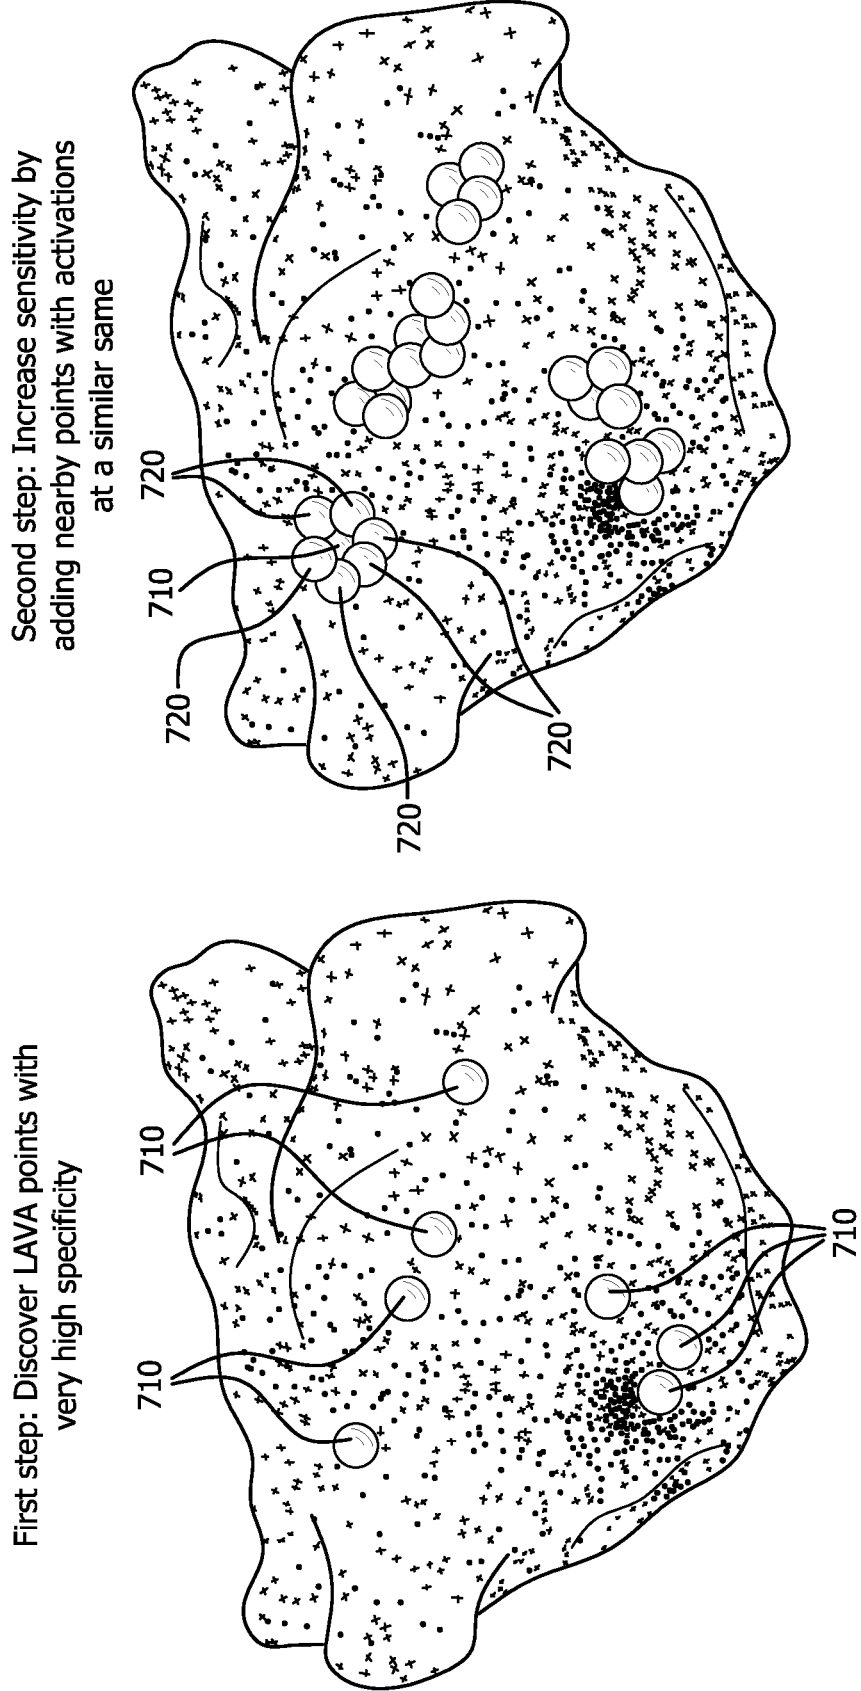 First step: Discover LAVA points with
very high specificity
710
710
710
710
Second step: Increase sensitivity by
adding nearby points with activations
at a similar same
720
710
720
720
720